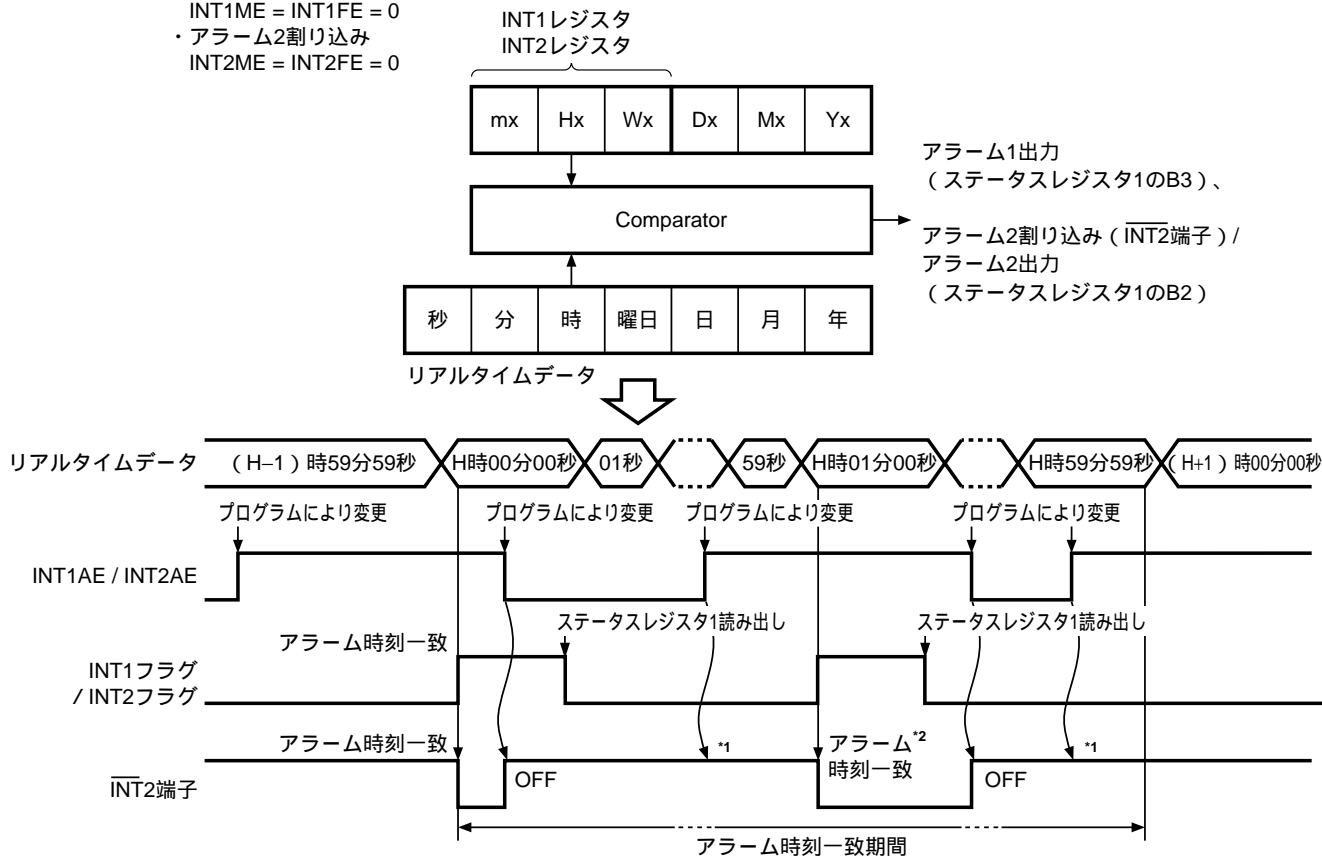 INT1ME = INT1FE = 0
・アラーム2割り込み
INT2ME = INT2FE = 0
INT1レジスタ
INT2レジスタ
mx Hx Wx Dx Mx Yx
Comparator
アラーム1出力
(ステータスレジスタ1のB3)、
アラーム2割り込み(INT2端子)/
アラーム2出力
(ステータスレジスタ1のB2)
秒 分 時 曜日 日 月 年
リアルタイムデータ
リアルタイムデータ (H–1)時59分59秒 H時00分00秒 01秒 59秒 H時01分00秒 H時59分59秒 (H+1)時00分00秒
プログラムにより変更 プログラムにより変更 プログラムにより変更 プログラムにより変更
INT1AE / INT2AE
ステータスレジスタ1読み出し ステータスレジスタ1読み出し
アラーム時刻一致
INT1フラグ
/ INT2フラグ
アラーム時刻一致 *1 アラーム*2 *1
時刻一致
INT2端子 OFF OFF
アラーム時刻一致期間